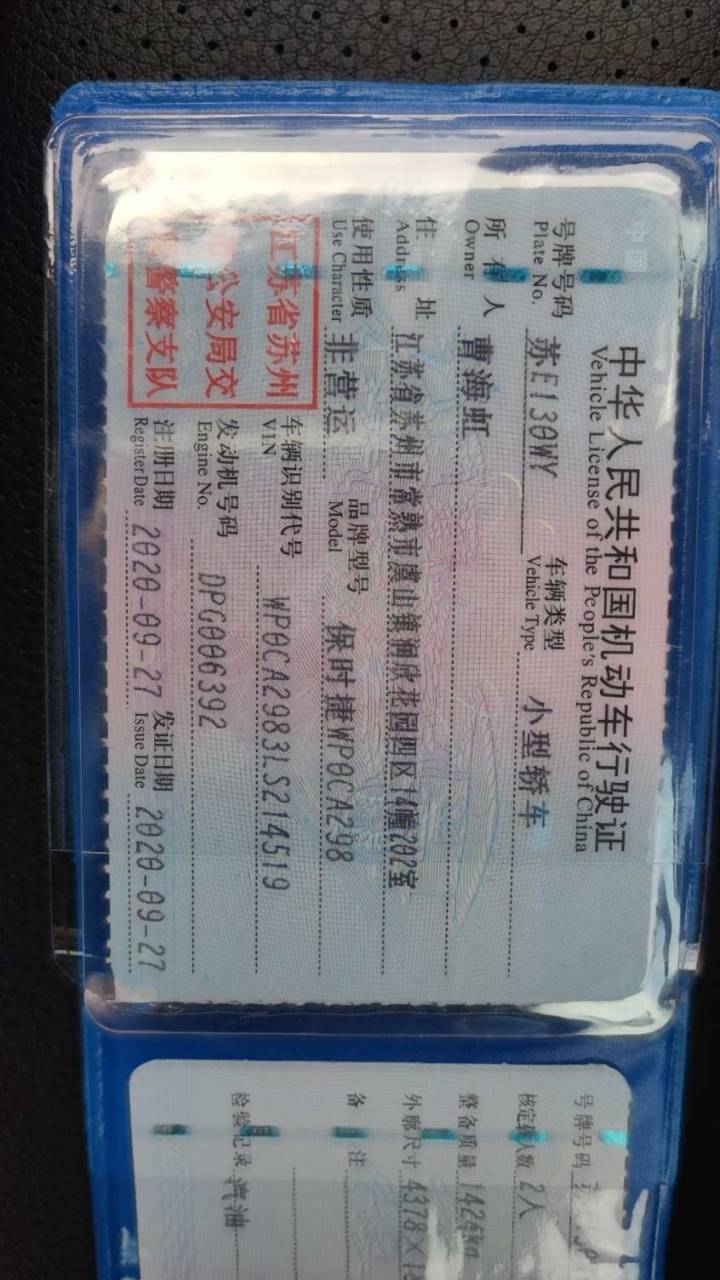 中华人民共和国机动车行驶证
Vehicle License of the People's Republic of China
号牌号码 苏E130WY 车辆类型 小型轿车
Plate No. Vehicle Type
所有人 曹海虹
Owner
住址 江苏省苏州市常熟市虞山镇润欣花园四区14幢202室
Address
使用性质 非营运 品牌型号 保时捷WP0CA298
Use Character Model
江苏省苏州
公安局交
警察支队
车辆识别代号 WP0CA2983LS214519
VIN
发动机号码 DPG006392
Engine No.
注册日期 2020-09-27 发证日期 2020-09-27
Register Date Issue Date
号牌号码
核定载人数 2人
整备质量 1424kg
外廓尺寸 4378×18
备注
检验记录 汽油